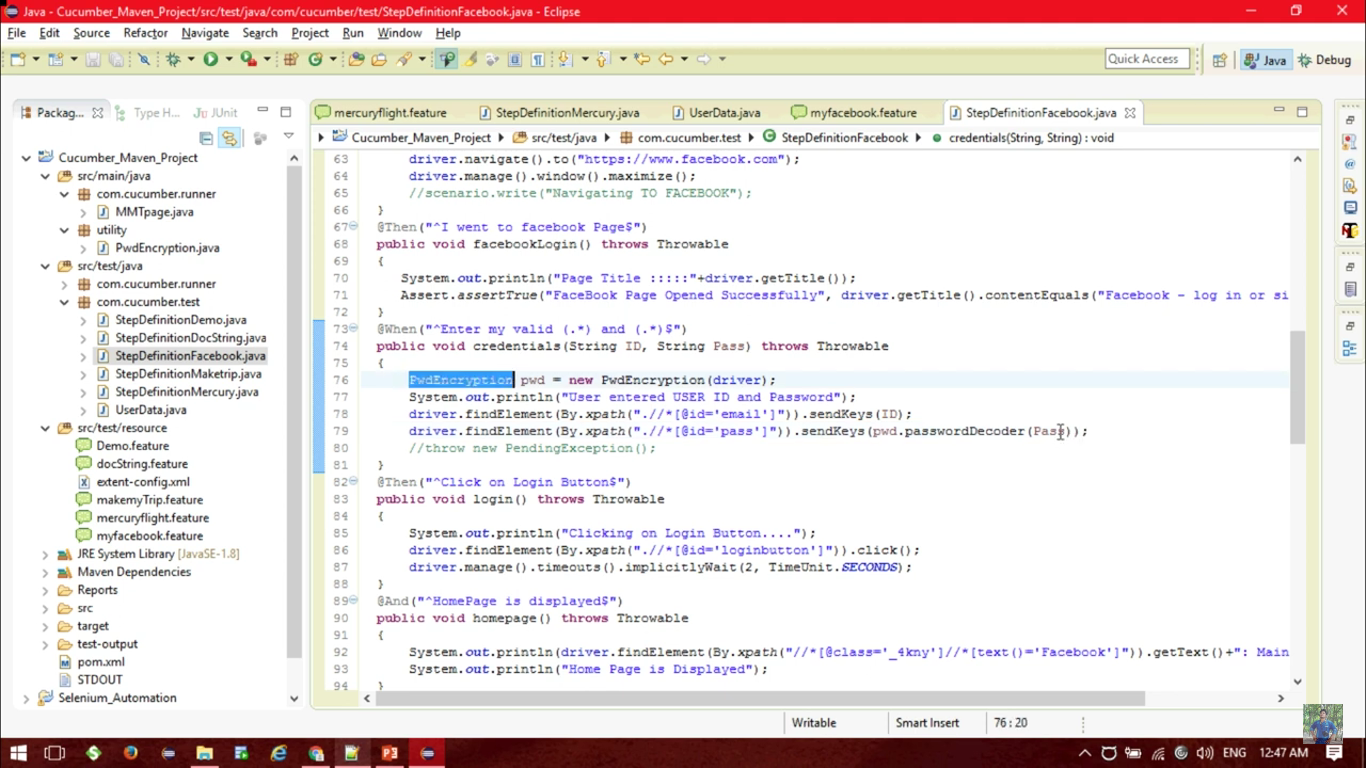 Java - Cucumber_Maven_Project/src/test/java/com/cucumber/test/StepDefinitionFacebook.java - Eclipse
File Edit Source Refactor Navigate Search Project Run Window Help
Quick Access Java Debug
Packag... Type H... JUnit
mercuryflight.feature StepDefinitionMercury.java UserData.java myfacebook.feature StepDefinitionFacebook.java
Cucumber_Maven_Project src/test/java com.cucumber.test StepDefinitionFacebook credentials(String, String) : void
Cucumber_Maven_Project
src/main/java
com.cucumber.runner
MMTpage.java
utility
PwdEncryption.java
src/test/java
com.cucumber.runner
com.cucumber.test
StepDefinitionDemo.java
StepDefinitionDocString.java
StepDefinitionFacebook.java
StepDefinitionMaketrip.java
StepDefinitionMercury.java
UserData.java
src/test/resource
Demo.feature
docString.feature
extent-config.xml
makemyTrip.feature
mercuryflight.feature
myfacebook.feature
JRE System Library [JavaSE-1.8]
Maven Dependencies
Reports
src
target
test-output
pom.xml
STDOUT
Selenium_Automation
63 driver.navigate().to("https://www.facebook.com");
64 driver.manage().window().maximize();
65 //scenario.write("Navigating TO FACEBOOK");
66 }
67 @Then("^I went to facebook Page$")
68 public void facebookLogin() throws Throwable
69 {
70 System.out.println("Page Title :::::"+driver.getTitle());
71 Assert.assertTrue("FaceBook Page Opened Successfully", driver.getTitle().contentEquals("Facebook - log in or si
72 }
73 @When("^Enter my valid (.*) and (.*)$")
74 public void credentials(String ID, String Pass) throws Throwable
75 {
76 PwdEncryption pwd = new PwdEncryption(driver);
77 System.out.println("User entered USER ID and Password");
78 driver.findElement(By.xpath(".//*[@id='email']")).sendKeys(ID);
79 driver.findElement(By.xpath(".//*[@id='pass']")).sendKeys(pwd.passwordDecoder(Pass));
80 //throw new PendingException();
81 }
82 @Then("^Click on Login Button$")
83 public void login() throws Throwable
84 {
85 System.out.println("Clicking on Login Button....");
86 driver.findElement(By.xpath(".//*[@id='loginbutton']")).click();
87 driver.manage().timeouts().implicitlyWait(2, TimeUnit.SECONDS);
88 }
89 @And("^HomePage is displayed$")
90 public void homepage() throws Throwable
91 {
92 System.out.println(driver.findElement(By.xpath("//*[@class='_4kny']//*[text()='Facebook']")).getText()+": Main
93 System.out.println("Home Page is Displayed");
94 }
Writable Smart Insert 76 : 20
ENG 12:47 AM